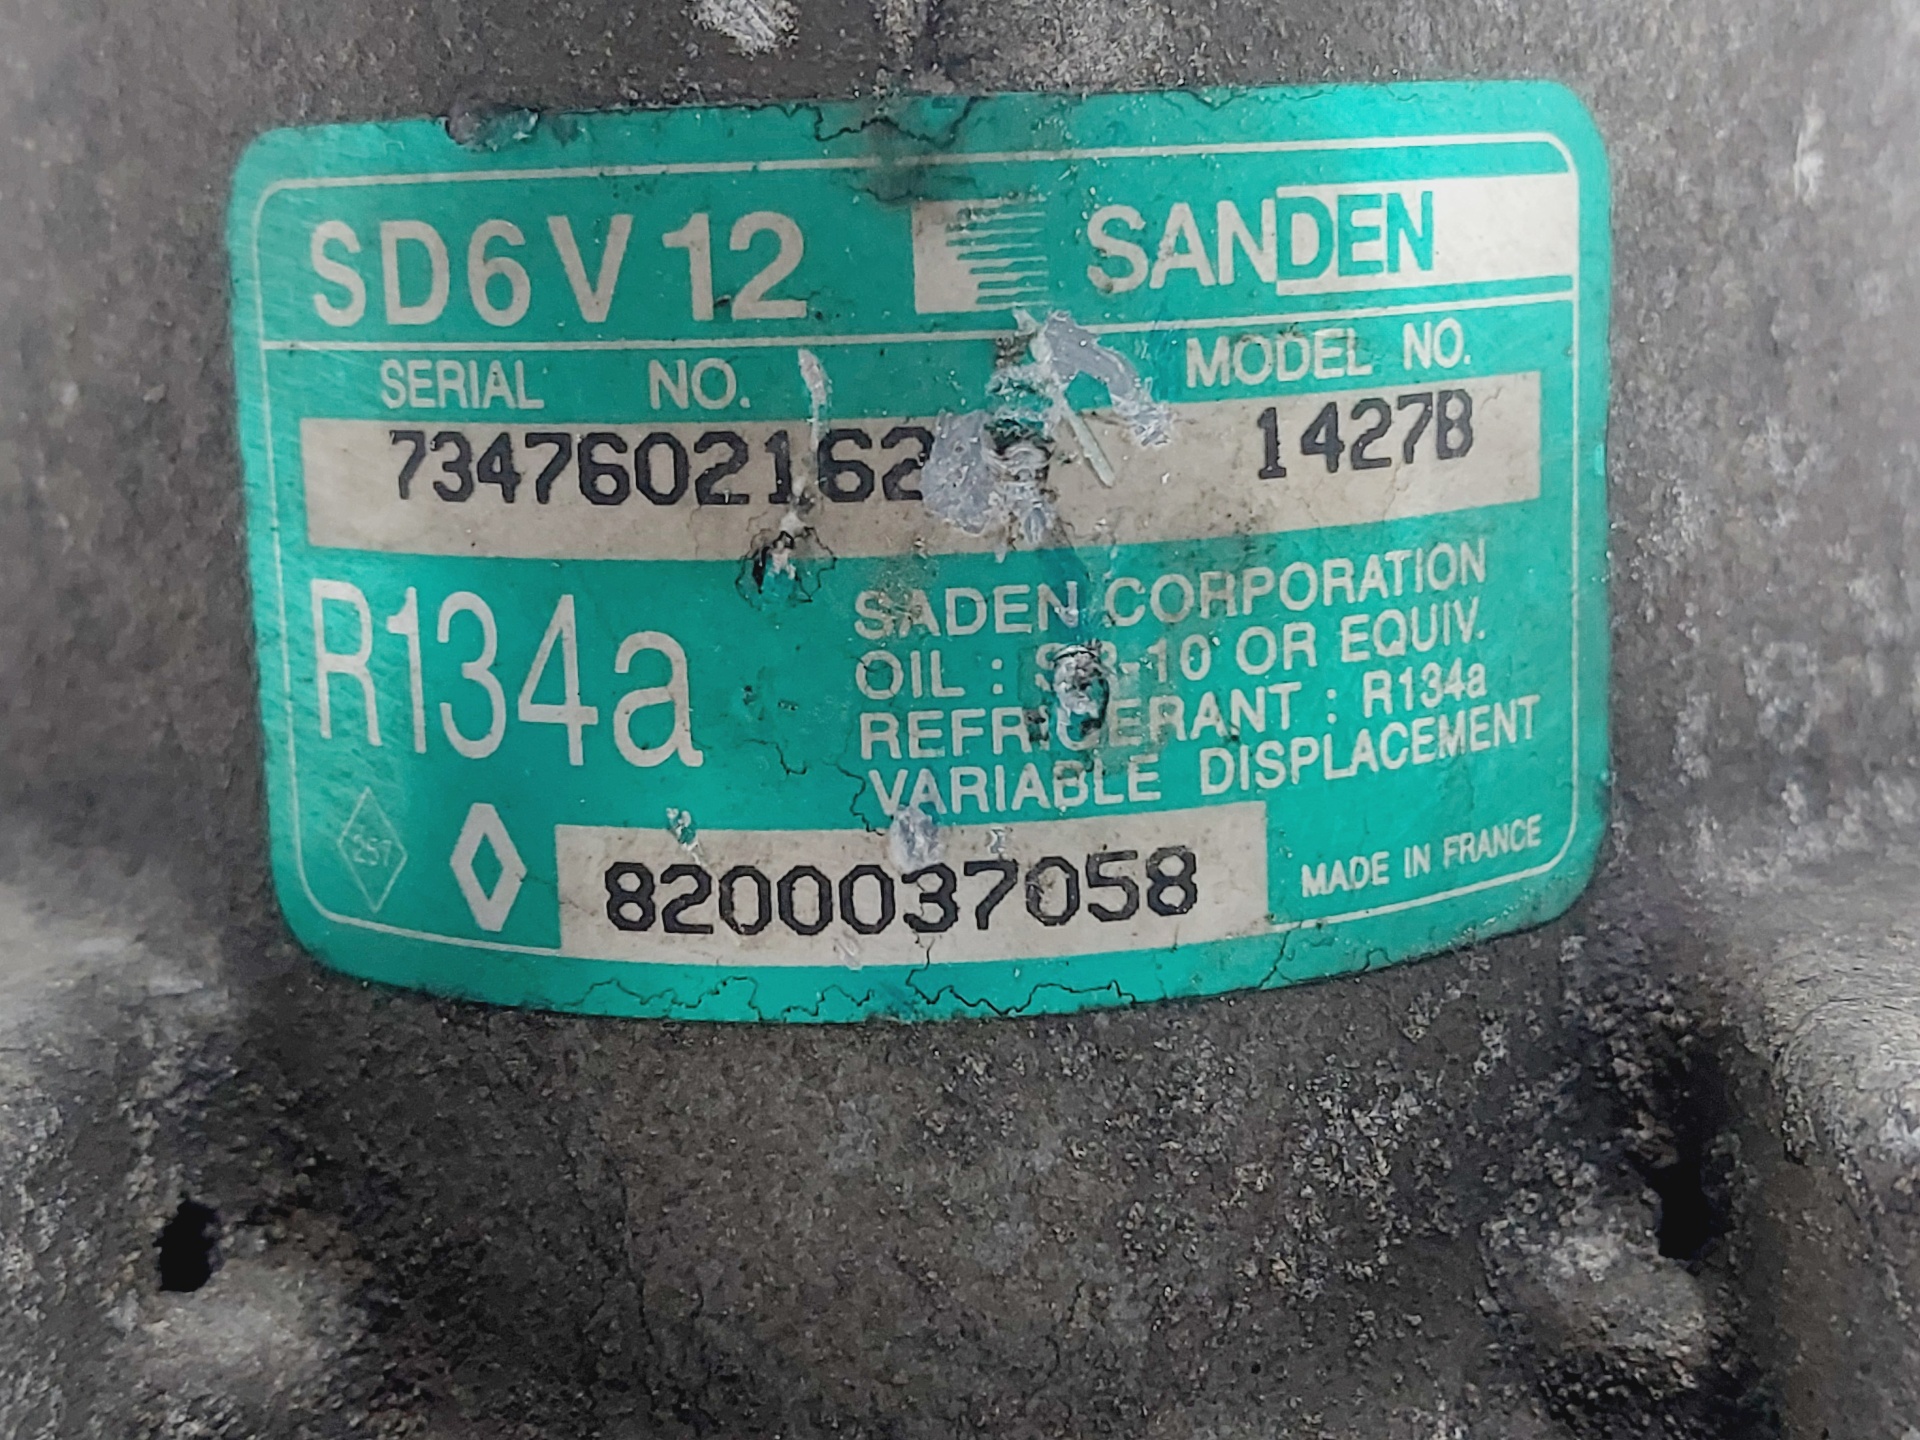 SD6V12 SANDEN
SERIAL NO. MODEL NO.
7347602162 1427B
R134a
SADEN CORPORATION
OIL : -10 OR EQUIV.
REFRIGERANT : R134a
VARIABLE DISPLACEMENT
257
8200037058
MADE IN FRANCE